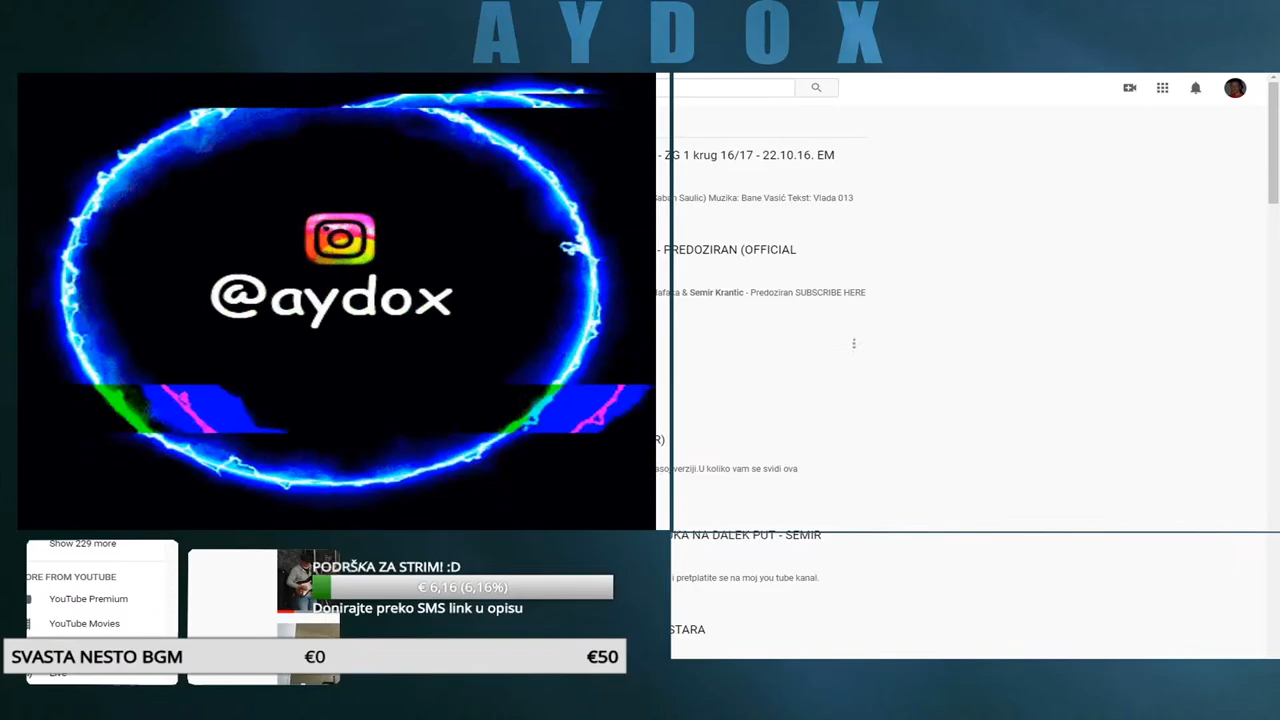 AYDOX
@aydox
- ZG 1 krug 16/17 - 22.10.16. EM
Saban Saulic) Muzika: Bane Vasić Tekst: Vlada 013
- PREDOZIRAN (OFFICIAL
& Semir Krantic - Predoziran SUBSCRIBE HERE
R)
verziji.U koliko vam se svidi ova
NA DALEK PUT - SEMIR
i pretplatite se na moj you tube kanal.
STARA
Show 229 more
ORE FROM YOUTUBE
YouTube Premium
YouTube Movies
Live
PODRŠKA ZA STRIM! :D
€ 6,16 (6,16%)
Donirajte preko SMS link u opisu
SVASTA NESTO BGM €0 €50